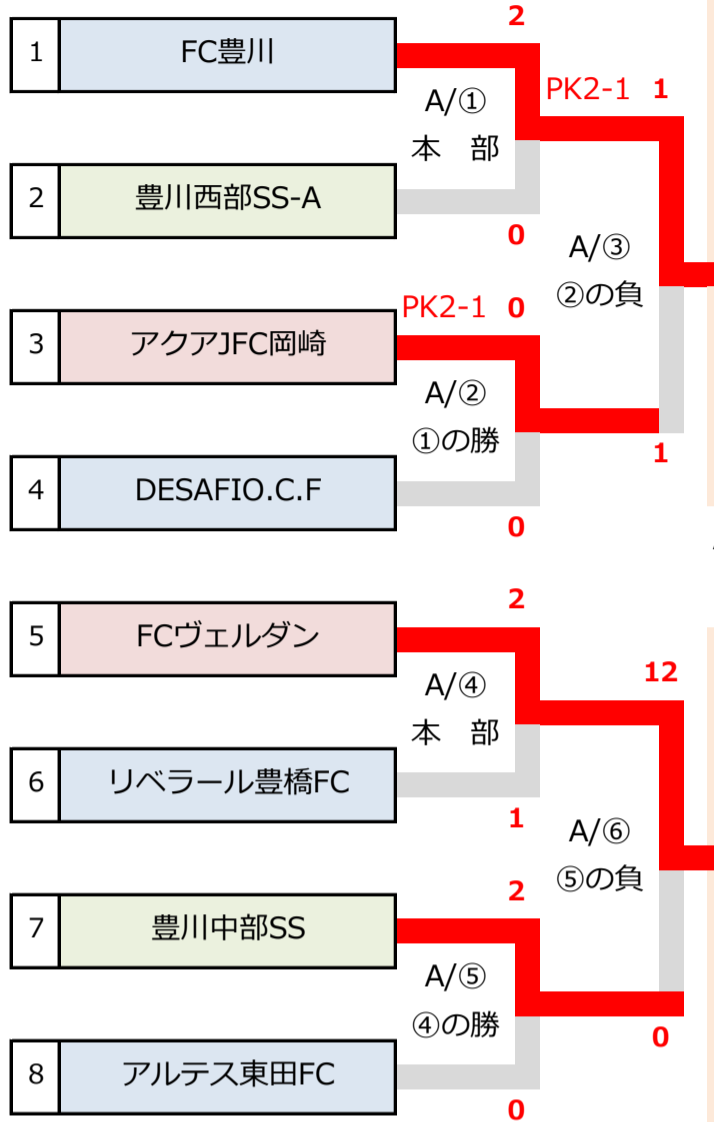 2
1 FC豊川
PK2-1 1
A/①
本 部
2 豊川西部SS-A
0
A/③
②の負
PK2-1 0
3 アクアJFC岡崎
A/②
①の勝
1
4 DESAFIO.C.F
0
2
5 FCヴェルダン
12
A/④
本 部
6 リベラール豊橋FC
1
A/⑥
⑤の負
2
7 豊川中部SS
A/⑤
④の勝
0
8 アルテス東田FC
0